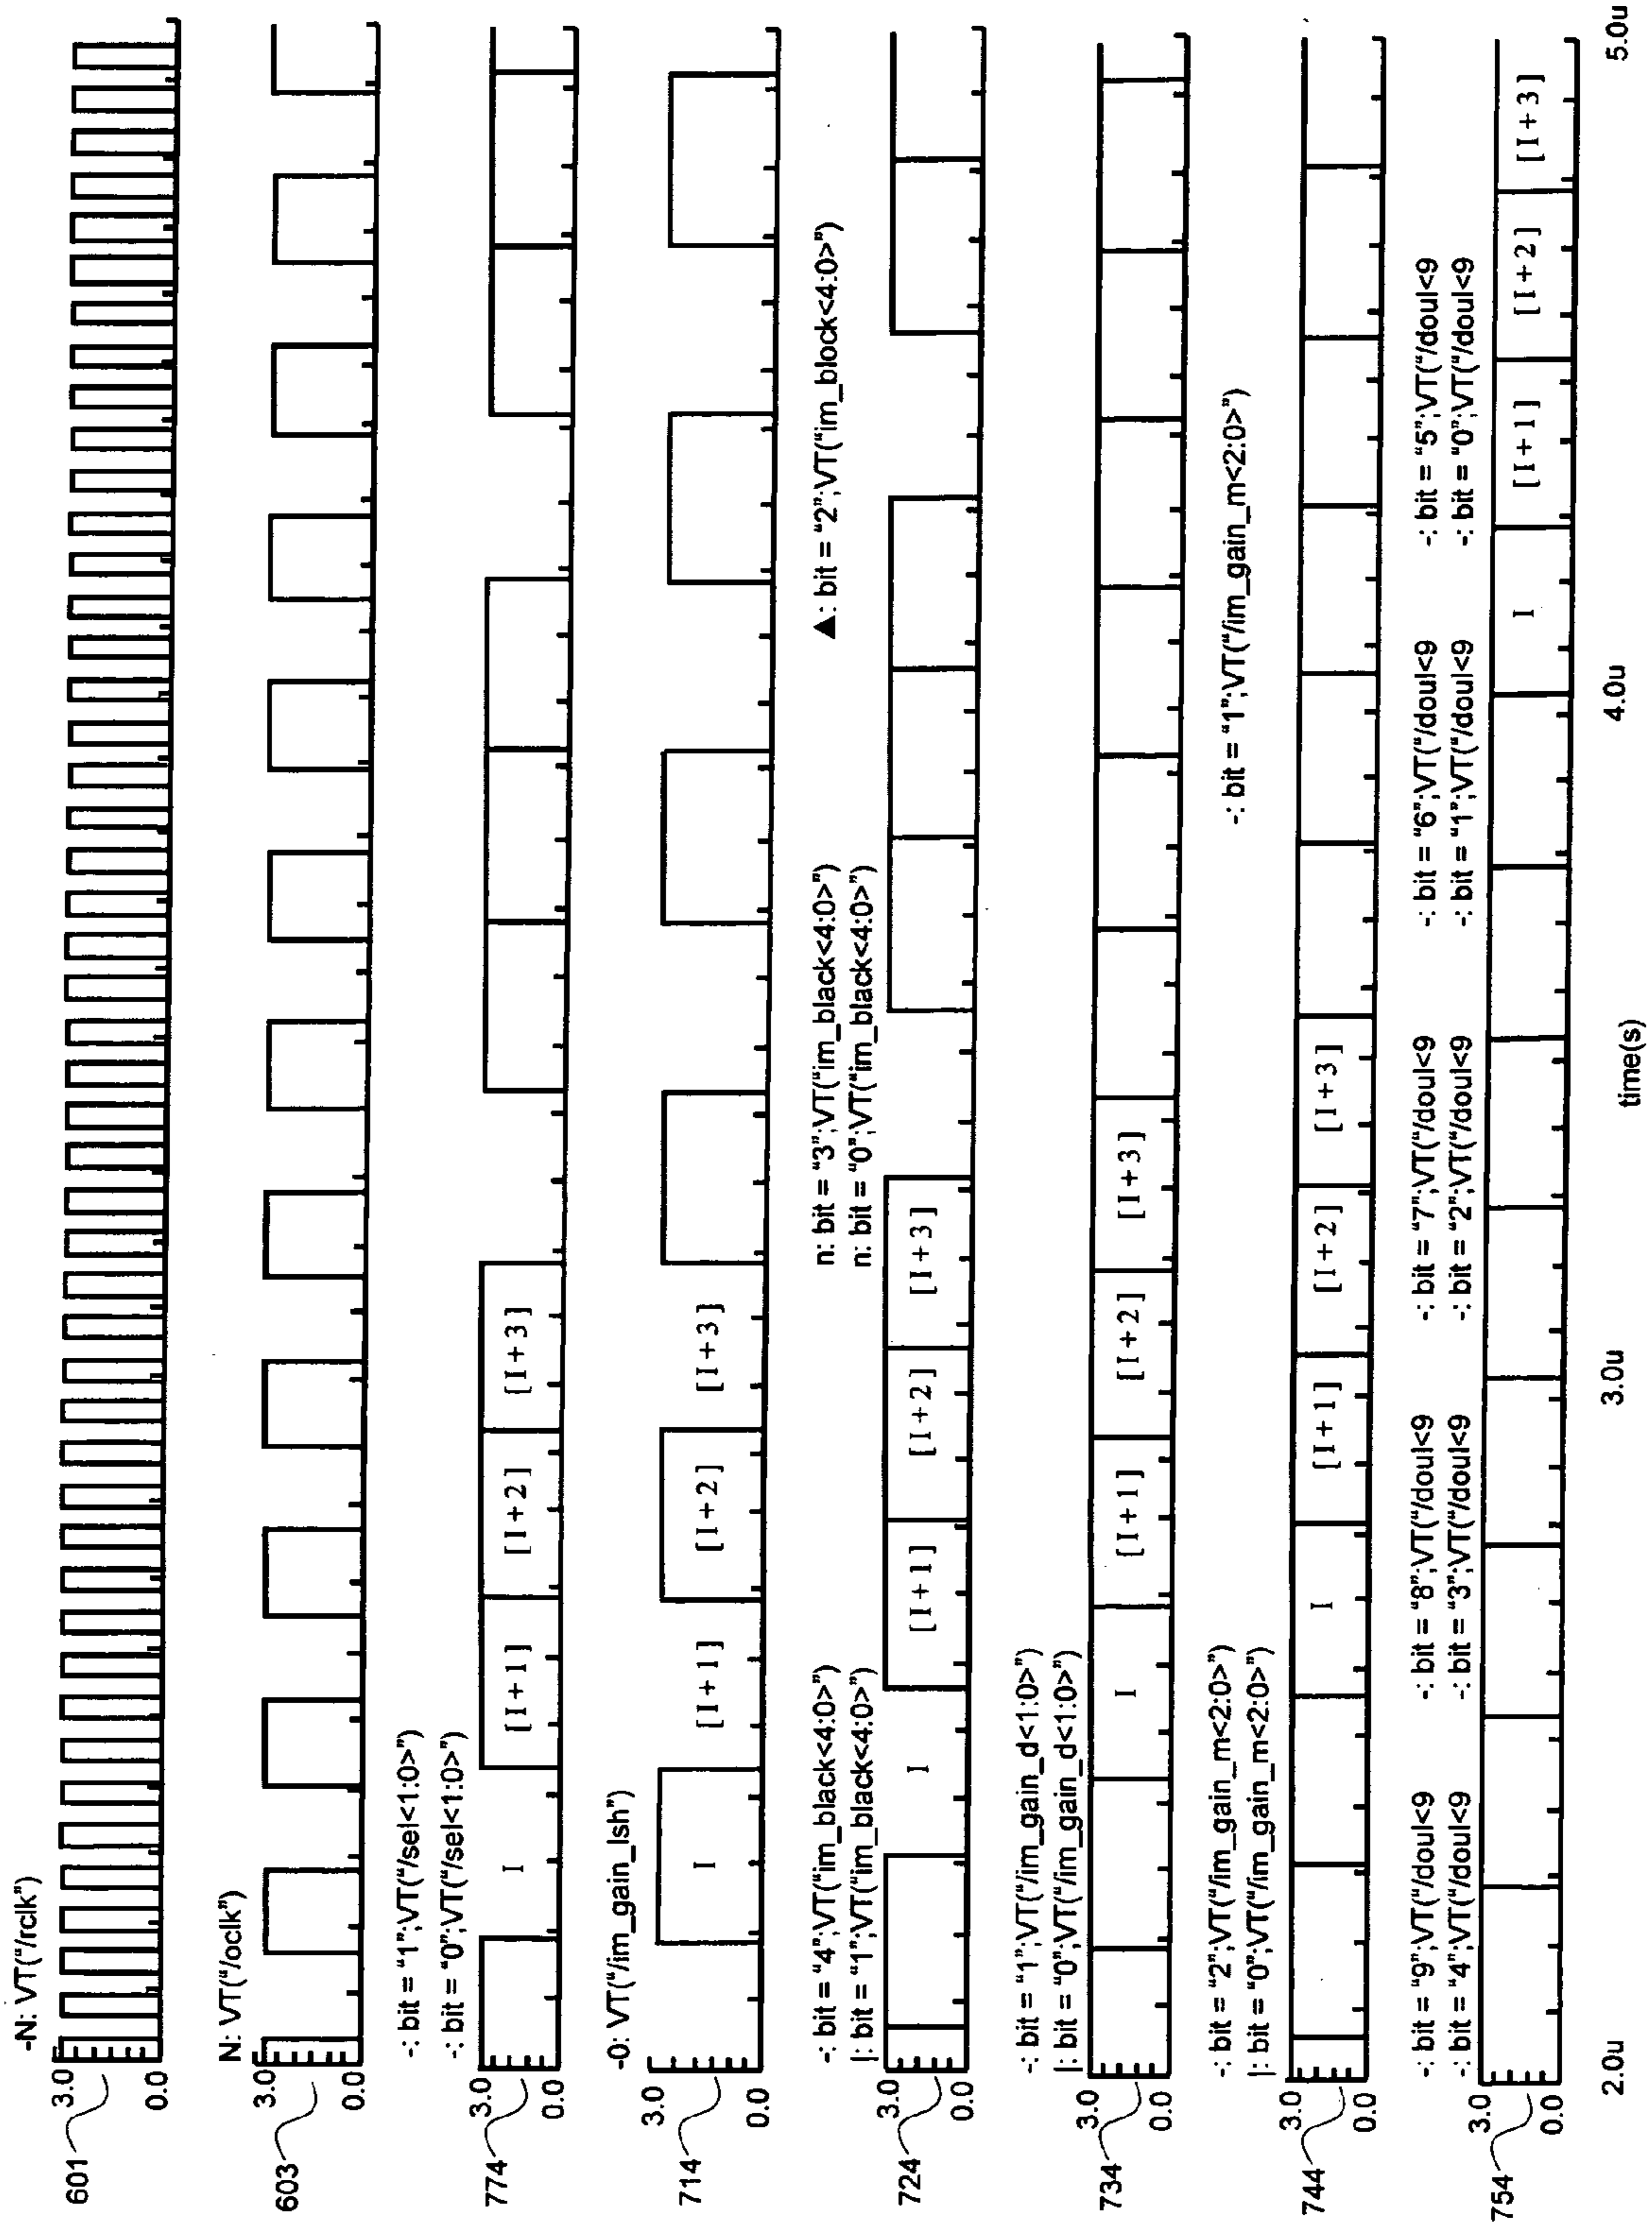 -N: VT("/rclk")
3.0
0.0
601
N: VT("/oclk")
3.0
0.0
603
-: bit = "1";VT("/sel<1:0>")
-: bit = "0";VT("/sel<1:0>")
3.0
0.0
774
I
[I+1]
[I+2]
[I+3]
-0: VT("/im_gain_lsh")
3.0
0.0
714
I
[I+1]
[I+2]
[I+3]
-: bit = "4";VT("im_black<4:0>")
n: bit = "3";VT("im_black<4:0>")
▲: bit = "2";VT("im_block<4:0>")
|: bit = "1";VT("im_black<4:0>")
n: bit = "0";VT("im_black<4:0>")
3.0
0.0
724
I
[I+1]
[I+2]
[I+3]
-: bit = "1";VT("/im_gain_d<1:0>")
|: bit = "0";VT("/im_gain_d<1:0>")
3.0
0.0
734
I
[I+1]
[I+2]
[I+3]
-: bit = "2";VT("/im_gain_m<2:0>")
-: bit = "1";VT("/im_gain_m<2:0>")
|: bit = "0";VT("/im_gain_m<2:0>")
3.0
0.0
744
I
[I+1]
[I+2]
[I+3]
-: bit = "9";VT("/doul<9
-: bit = "8";VT("/doul<9
-: bit = "7";VT("/doul<9
-: bit = "6";VT("/doul<9
-: bit = "5";VT("/doul<9
-: bit = "4";VT("/doul<9
-: bit = "3";VT("/doul<9
-: bit = "2";VT("/doul<9
-: bit = "1";VT("/doul<9
-: bit = "0";VT("/doul<9
3.0
0.0
754
I
[I+1]
[I+2]
[I+3]
2.0u
3.0u
4.0u
5.0u
time(s)